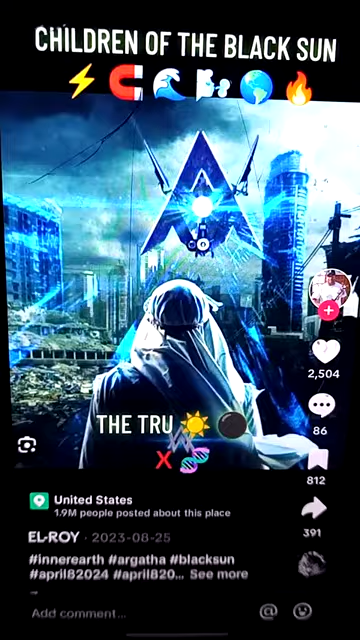 CHILDREN OF THE BLACK SUN
THE TRU
X
2,504
86
812
391
United States
1.9M people posted about this place
EL-ROY · 2023-08-25
#innerearth #argatha #blacksun
#april82024 #april820... See more
Add comment...